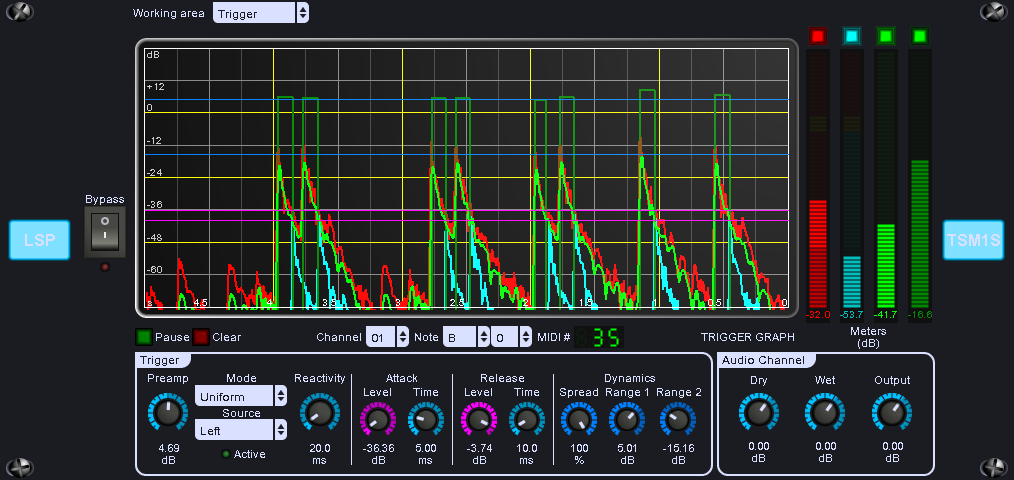 Working area Trigger
dB
+12
0
-12
-24
-36
-48
-60
s 4.5 4 3.5 3 2.5 2 1.5 1 0.5 0
Bypass
LSP
TSM1S
-32.0 -53.7 -41.7 -16.6
Meters
(dB)
Pause Clear Channel 01 Note B 0 MIDI # 35 TRIGGER GRAPH
Trigger
Preamp Mode Reactivity Attack Release Dynamics
Level Time Level Time Spread Range 1 Range 2
Uniform
Source
Left
Active
4.69 20.0 -36.36 5.00 -3.74 10.0 100 5.01 -15.16
dB ms dB ms dB ms % dB dB
Audio Channel
Dry Wet Output
0.00 0.00 0.00
dB dB dB